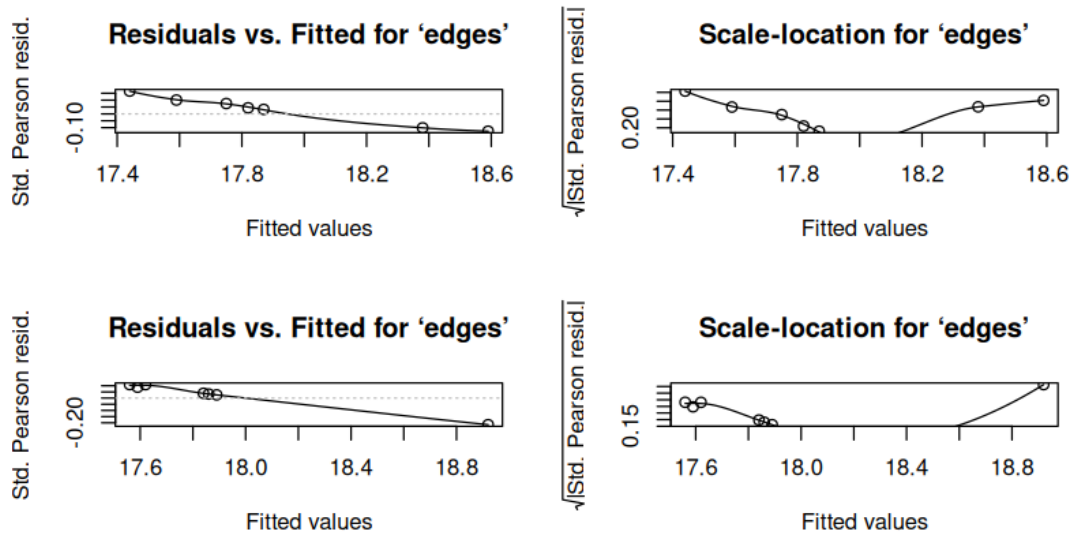 Residuals vs. Fitted for ‘edges’
Std. Pearson resid.
-0.10
17.4 17.8 18.2 18.6
Fitted values
Scale-location for ‘edges’
√|Std. Pearson resid.|
0.20
17.4 17.8 18.2 18.6
Fitted values
Residuals vs. Fitted for ‘edges’
Std. Pearson resid.
-0.20
17.6 18.0 18.4 18.8
Fitted values
Scale-location for ‘edges’
√|Std. Pearson resid.|
0.15
17.6 18.0 18.4 18.8
Fitted values